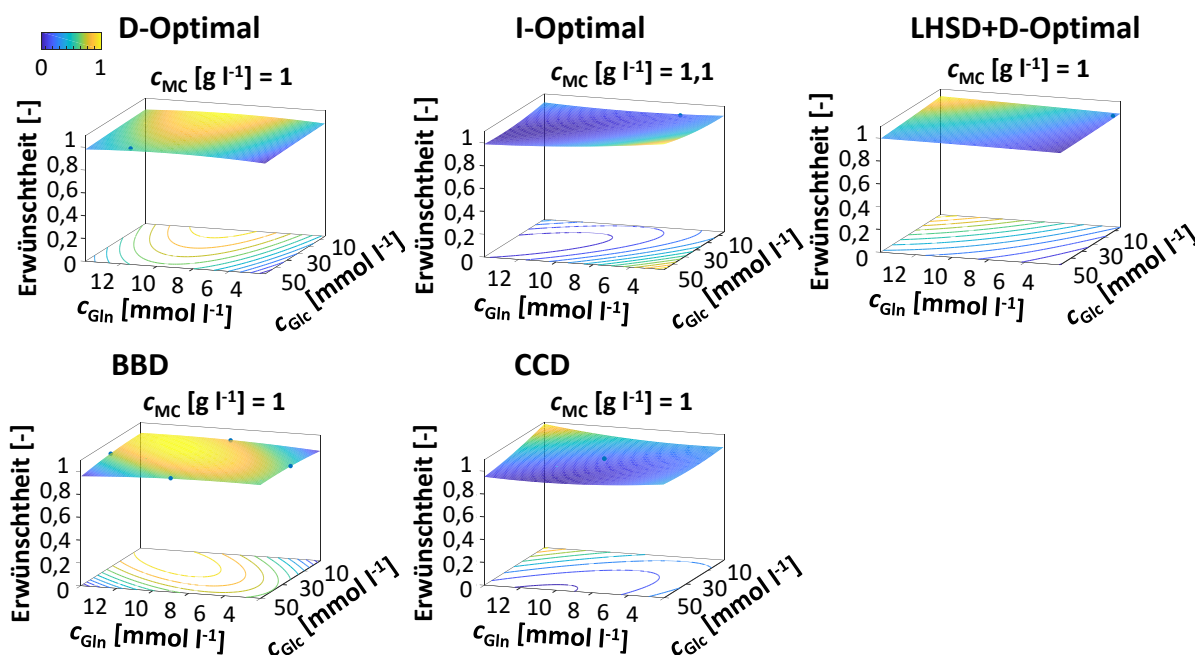 D-Optimal
I-Optimal
LHSD+D-Optimal
0 1
c_MC [g l⁻¹] = 1
c_MC [g l⁻¹] = 1,1
c_MC [g l⁻¹] = 1
Erwünschtheit [-]
1
0,8
0,6
0,4
0,2
0
12 10 8 6 4
c_Gln [mmol l⁻¹]
50 30 10
c_Glc [mmol l⁻¹]
Erwünschtheit [-]
1
0,8
0,6
0,4
0,2
0
12 10 8 6 4
c_Gln [mmol l⁻¹]
50 30 10
c_Glc [mmol l⁻¹]
Erwünschtheit [-]
1
0,8
0,6
0,4
0,2
0
12 10 8 6 4
c_Gln [mmol l⁻¹]
50 30 10
c_Glc [mmol l⁻¹]
BBD
CCD
c_MC [g l⁻¹] = 1
c_MC [g l⁻¹] = 1
Erwünschtheit [-]
1
0,8
0,6
0,4
0,2
0
12 10 8 6 4
c_Gln [mmol l⁻¹]
50 30 10
c_Glc [mmol l⁻¹]
Erwünschtheit [-]
1
0,8
0,6
0,4
0,2
0
12 10 8 6 4
c_Gln [mmol l⁻¹]
50 30 10
c_Glc [mmol l⁻¹]